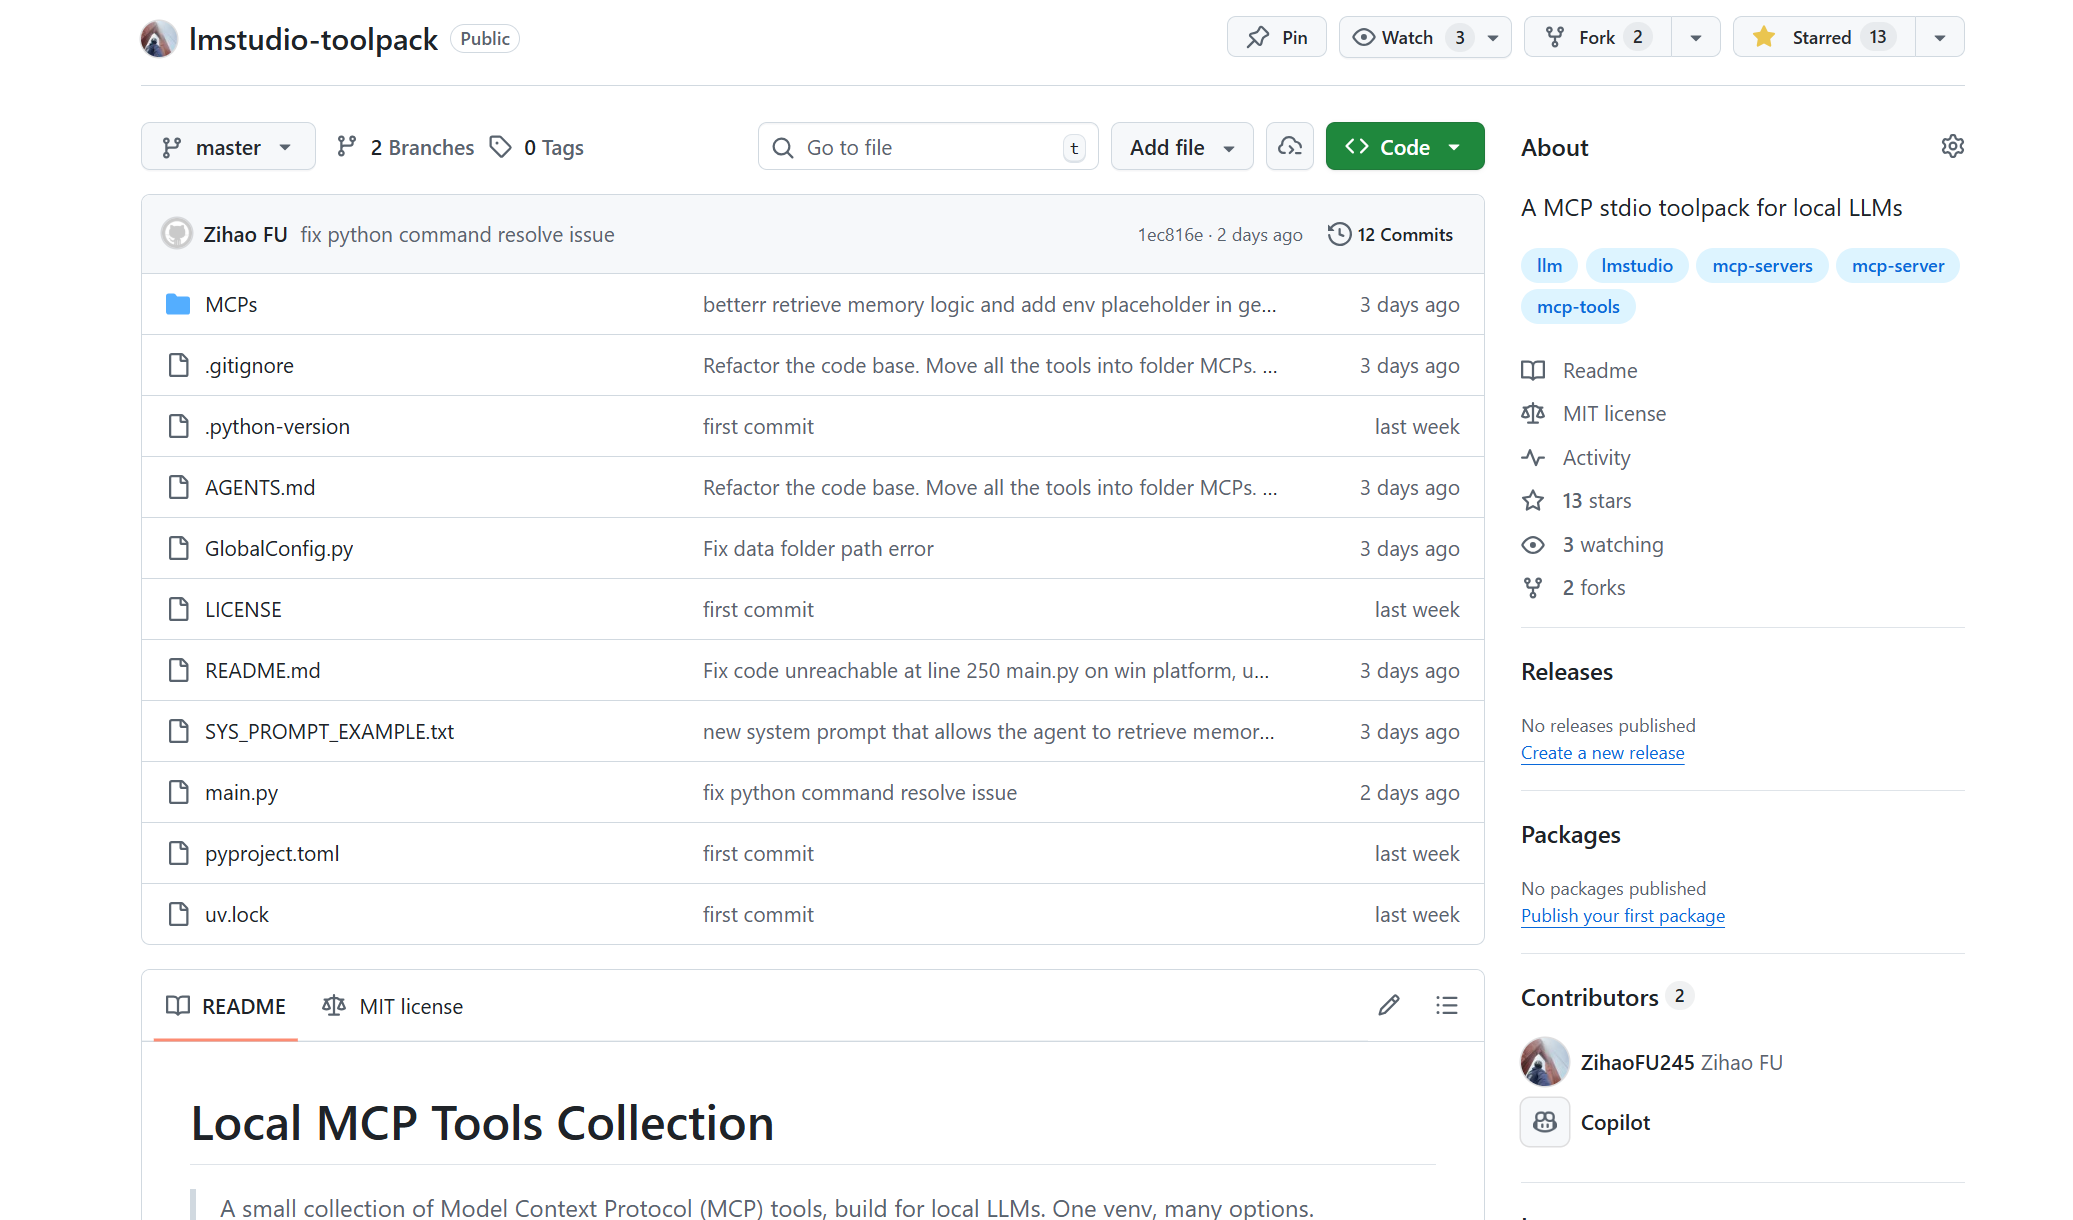 lmstudio-toolpack Public Pin Watch 3 Fork 2 Starred 13
master 2 Branches 0 Tags Go to file t Add file Code
Zihao FU fix python command resolve issue 1ec816e · 2 days ago 12 Commits
MCPs betterr retrieve memory logic and add env placeholder in ge... 3 days ago
.gitignore Refactor the code base. Move all the tools into folder MCPs. ... 3 days ago
.python-version first commit last week
AGENTS.md Refactor the code base. Move all the tools into folder MCPs. ... 3 days ago
GlobalConfig.py Fix data folder path error 3 days ago
LICENSE first commit last week
README.md Fix code unreachable at line 250 main.py on win platform, u... 3 days ago
SYS_PROMPT_EXAMPLE.txt new system prompt that allows the agent to retrieve memor... 3 days ago
main.py fix python command resolve issue 2 days ago
pyproject.toml first commit last week
uv.lock first commit last week
README MIT license
Local MCP Tools Collection
A small collection of Model Context Protocol (MCP) tools, build for local LLMs. One venv, many options.
About
A MCP stdio toolpack for local LLMs
llm lmstudio mcp-servers mcp-server
mcp-tools
Readme
MIT license
Activity
13 stars
3 watching
2 forks
Releases
No releases published
Create a new release
Packages
No packages published
Publish your first package
Contributors 2
ZihaoFU245 Zihao FU
Copilot